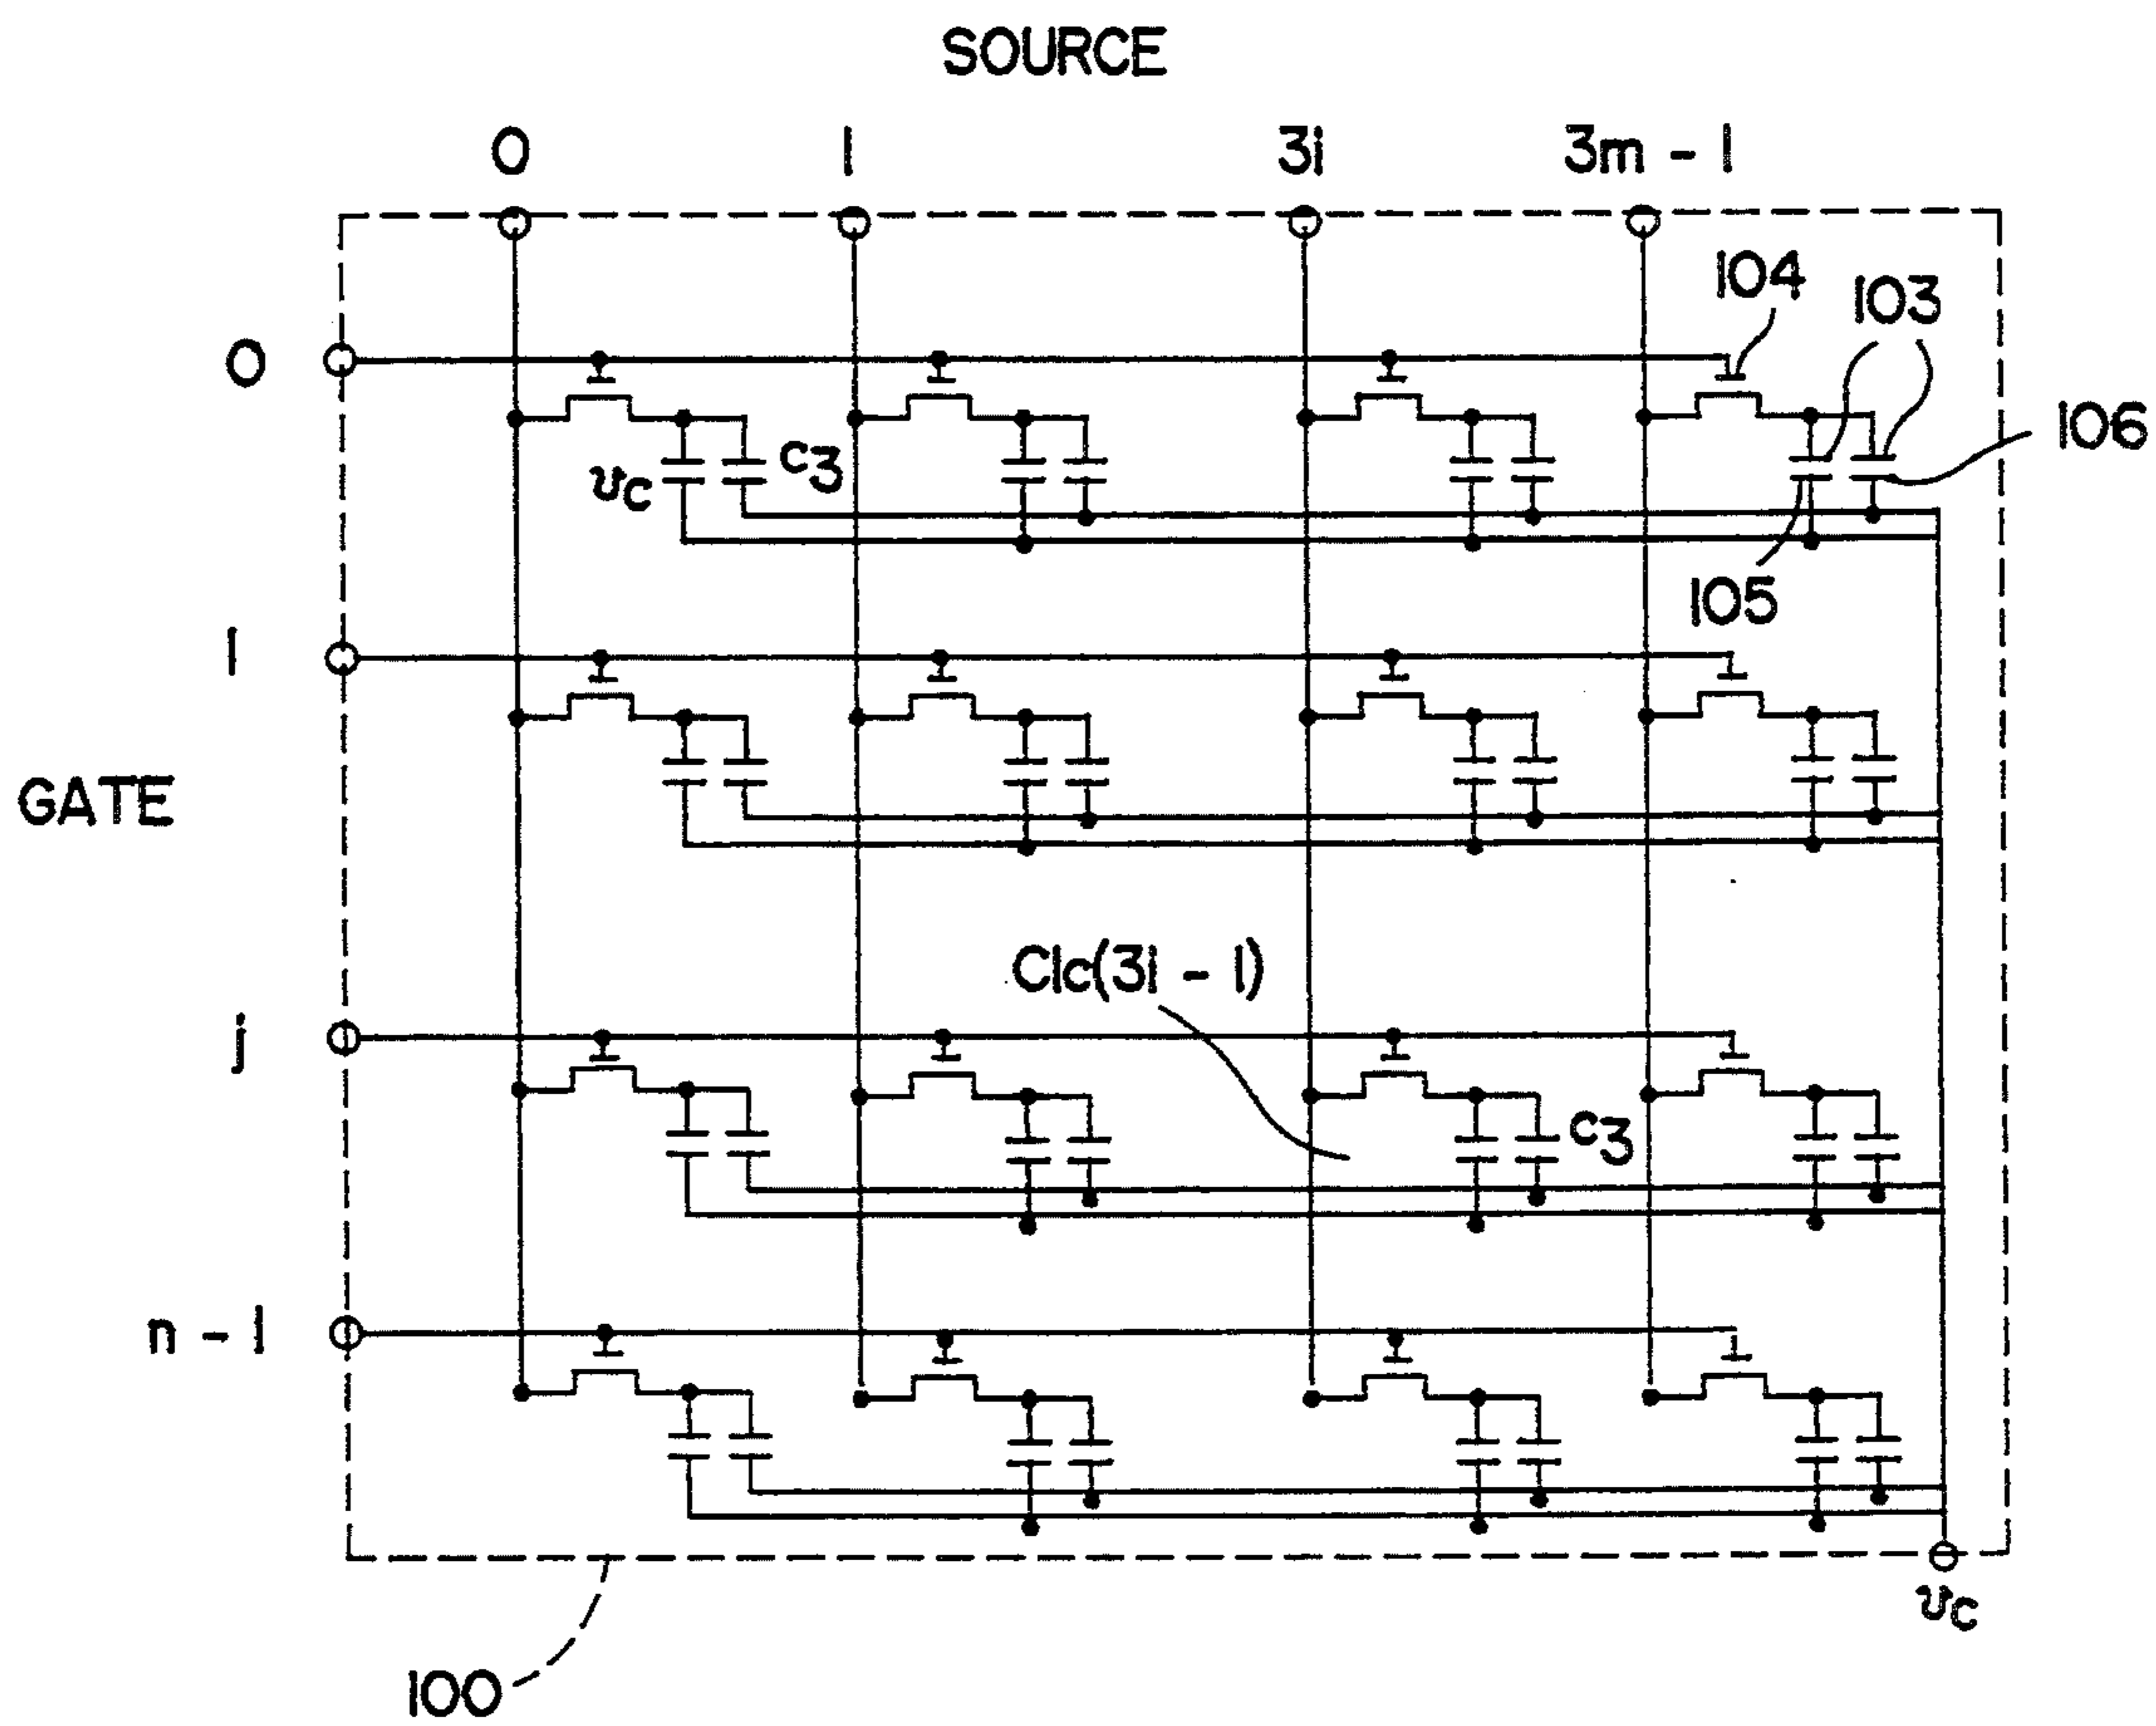 SOURCE
0 1 3i 3m - 1
104
103
0
106
c3
vc
105
1
GATE
Clc(3i - 1)
j
c3
n - 1
vc
100